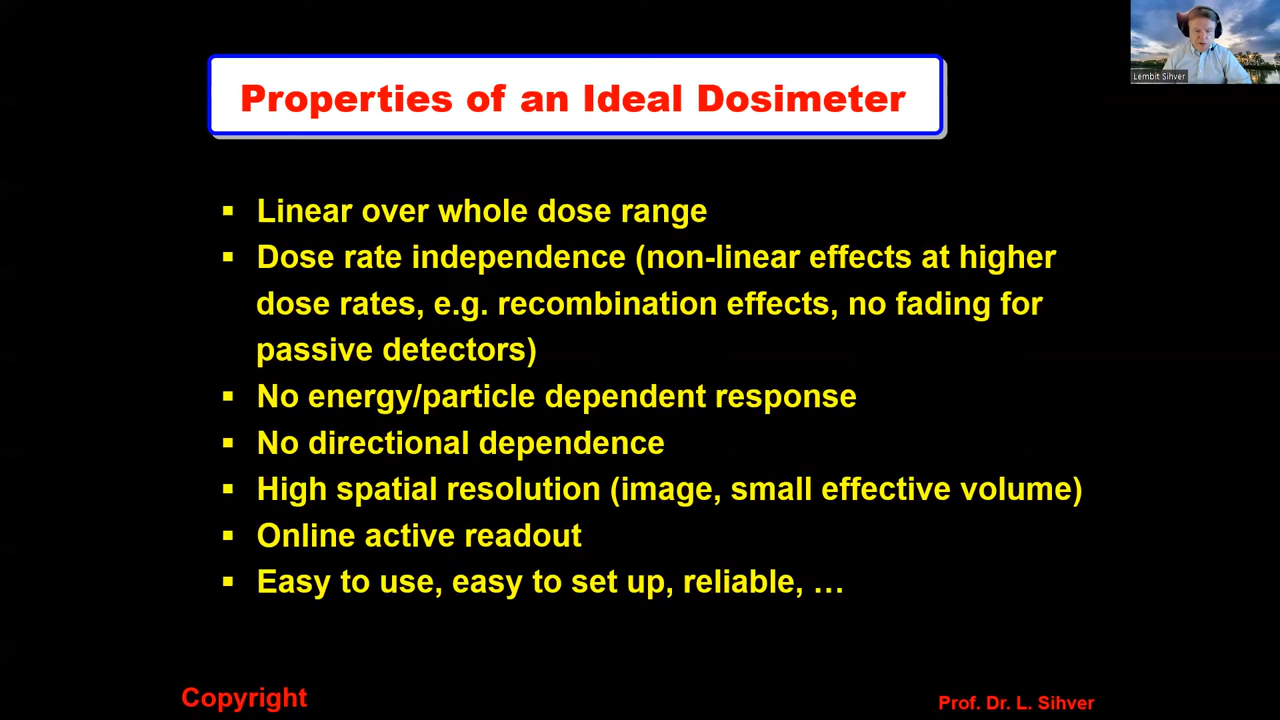 Lembit Sihver
Properties of an Ideal Dosimeter
▪ Linear over whole dose range
▪ Dose rate independence (non-linear effects at higher
dose rates, e.g. recombination effects, no fading for
passive detectors)
▪ No energy/particle dependent response
▪ No directional dependence
▪ High spatial resolution (image, small effective volume)
▪ Online active readout
▪ Easy to use, easy to set up, reliable, …
Copyright
Prof. Dr. L. Sihver